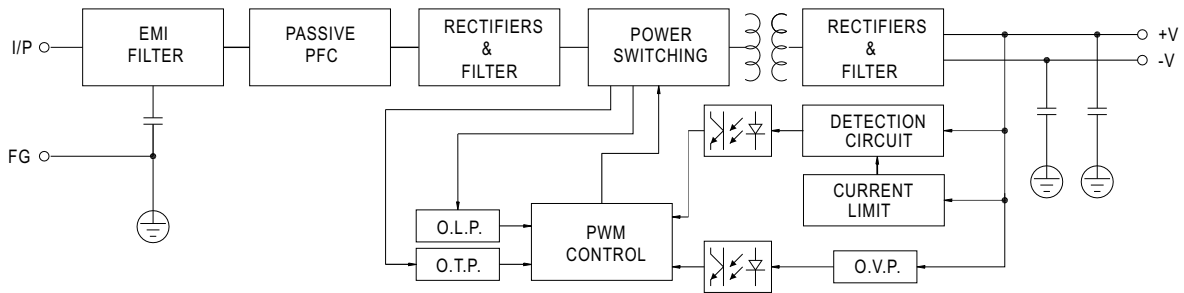 I/P
EMI
FILTER
PASSIVE
PFC
RECTIFIERS
&
FILTER
POWER
SWITCHING
RECTIFIERS
&
FILTER
+V
-V
DETECTION
CIRCUIT
FG
CURRENT
LIMIT
O.L.P.
PWM
CONTROL
O.T.P.
O.V.P.